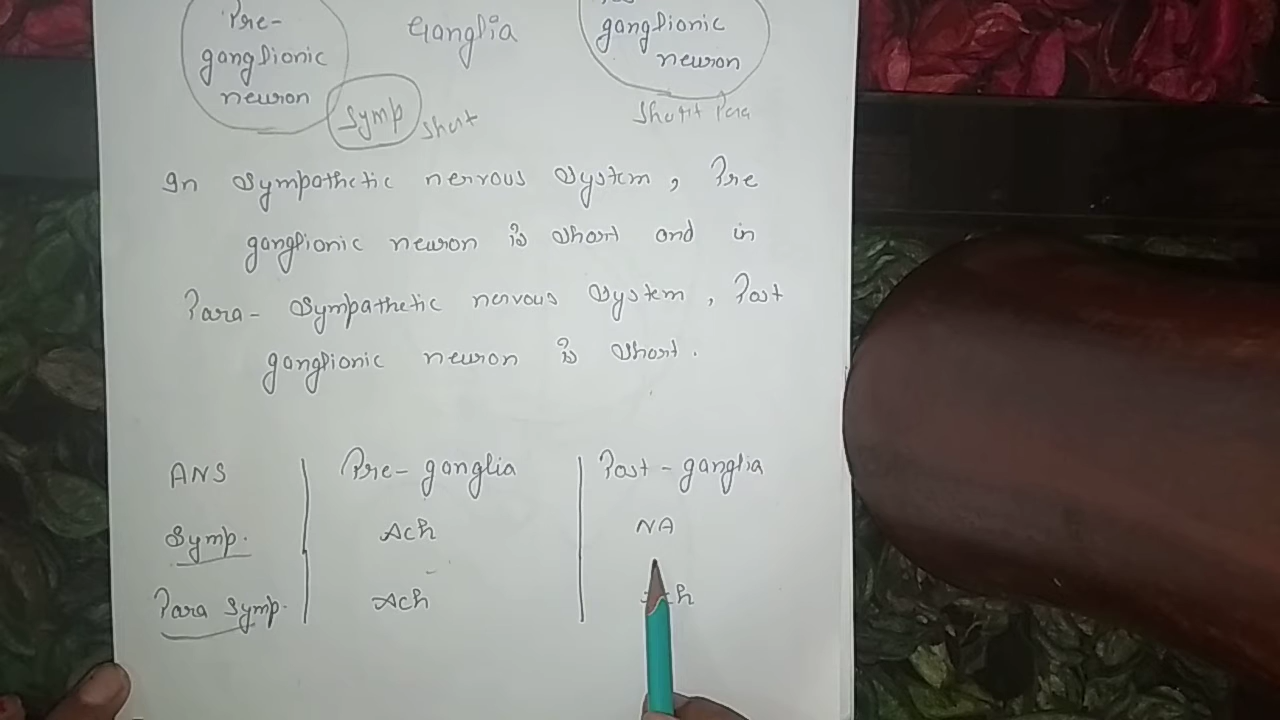 Pre-
ganglionic
neuron
Ganglia
ganglionic
neuron
Symp short
Short Para
In Sympathetic nervous System, Pre
ganglionic neuron is short and in
Para- Sympathetic nervous System, Post
ganglionic neuron is short.
ANS Pre-ganglia Post-ganglia
Symp. Ach NA
Para Symp. Ach